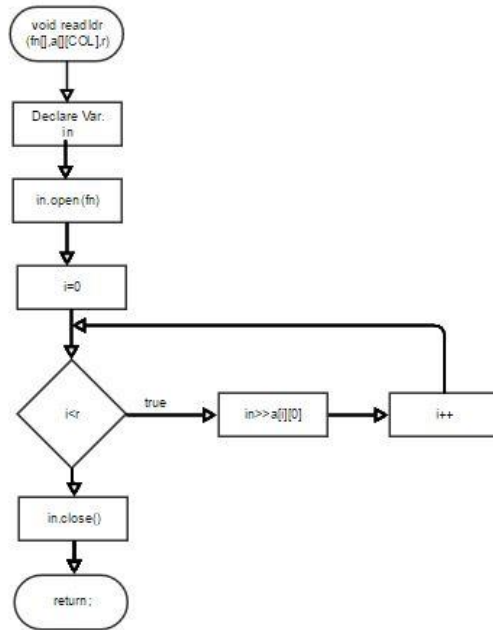 void readldr
(fn[],a[][COL],r)
Declare Var.
in
in.open(fn)
i=0
i<r
true
in>>a[i][0]
i++
in.close()
return;